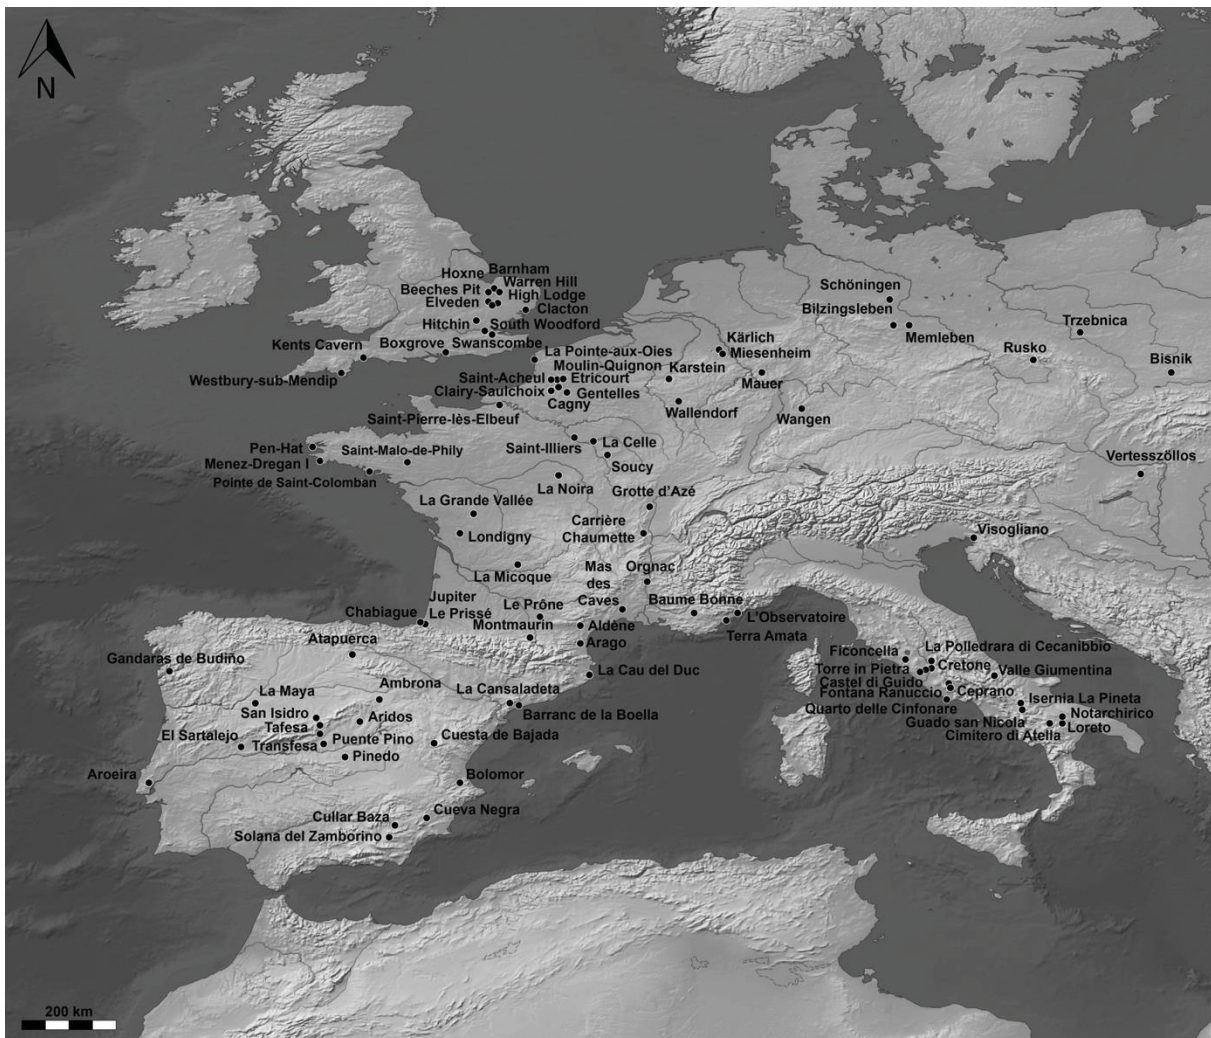 N
Hoxne
Barnham
Beeches Pit
Warren Hill
Elveden
High Lodge
Clacton
Hitchin
South Woodford
Boxgrove
Swanscombe
Kents Cavern
Westbury-sub-Mendip
La Pointe-aux-Oies
Moulin-Quignon
Saint-Acheul
Etricourt
Clairy-Saulchoix
Gentelles
Cagny
Saint-Pierre-lès-Elbeuf
Schöningen
Bilzingsleben
Memleben
Kärlich
Miesenheim
Karstein
Mauer
Wallendorf
Wangen
Trzebnica
Rusko
Bisnik
Vertesszöllos
Pen-Hat
Menez-Dregan I
Saint-Malo-de-Phily
Pointe de Saint-Colomban
Saint-Illiers
La Celle
Soucy
La Noira
Grotte d'Azé
La Grande Vallée
Londigny
Carrière
Chaumette
La Micoque
Mas
des
Caves
Orgnac
Visogliano
Jupiter
Chabiague
Le Prissé
Le Prône
Montmaurin
Aldène
Arago
Baume Bonne
L'Observatoire
Terra Amata
La Cau del Duc
Atapuerca
Gandaras de Budiño
Ambrona
La Maya
La Cansaladeta
Barranc de la Boella
San Isidro
Tafesa
Aridos
El Sartalejo
Transfesa
Puente Pino
Cuesta de Bajada
Pinedo
Aroeira
Bolomor
Cullar Baza
Cueva Negra
Solana del Zamborino
Ficoncella
La Polledrara di Cecanibbio
Torre in Pietra
Cretone
Valle Giumentina
Castel di Guido
Fontana Ranuccio
Ceprano
Quarto delle Cinfonare
Isernia La Pineta
Guado san Nicola
Notarchirico
Cimitero di Atella
Loreto
200 km